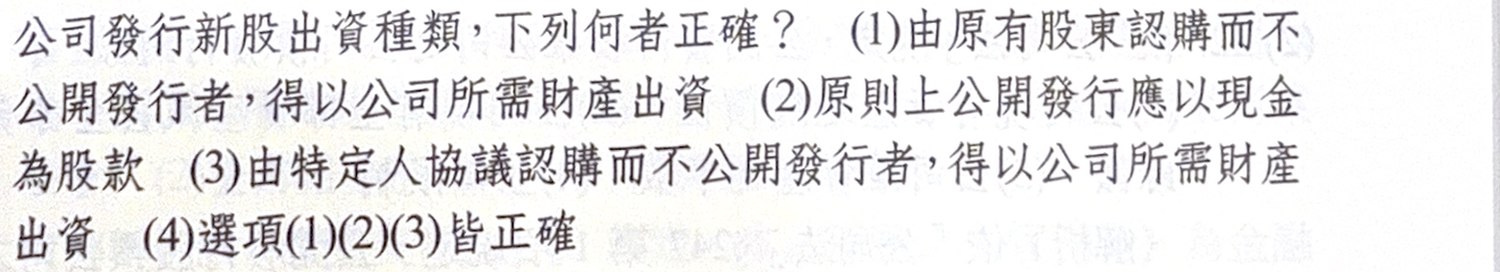 公司發行新股出資種類，下列何者正確？ (1)由原有股東認購而不
公開發行者，得以公司所需財產出資 (2)原則上公開發行應以現金
為股款 (3)由特定人協議認購而不公開發行者，得以公司所需財產
出資 (4)選項(1)(2)(3)皆正確